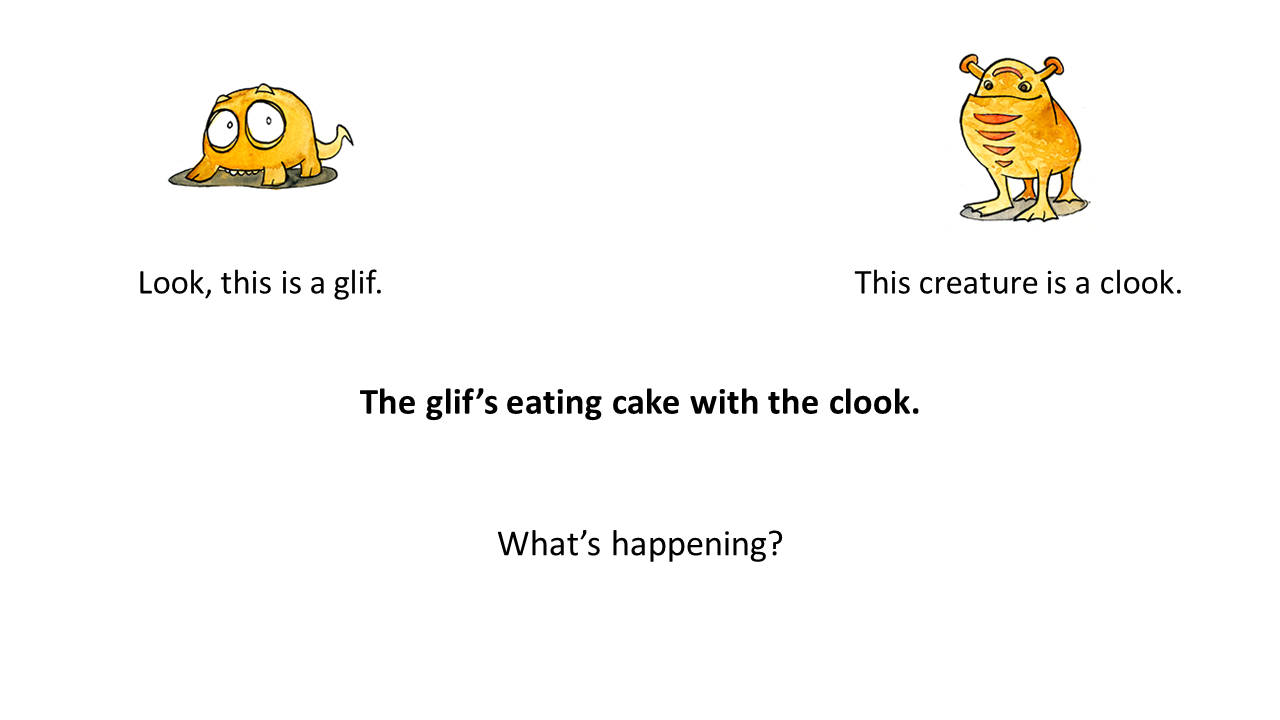 Look, this is a glif.
This creature is a clook.
The glif’s eating cake with the clook.
What’s happening?